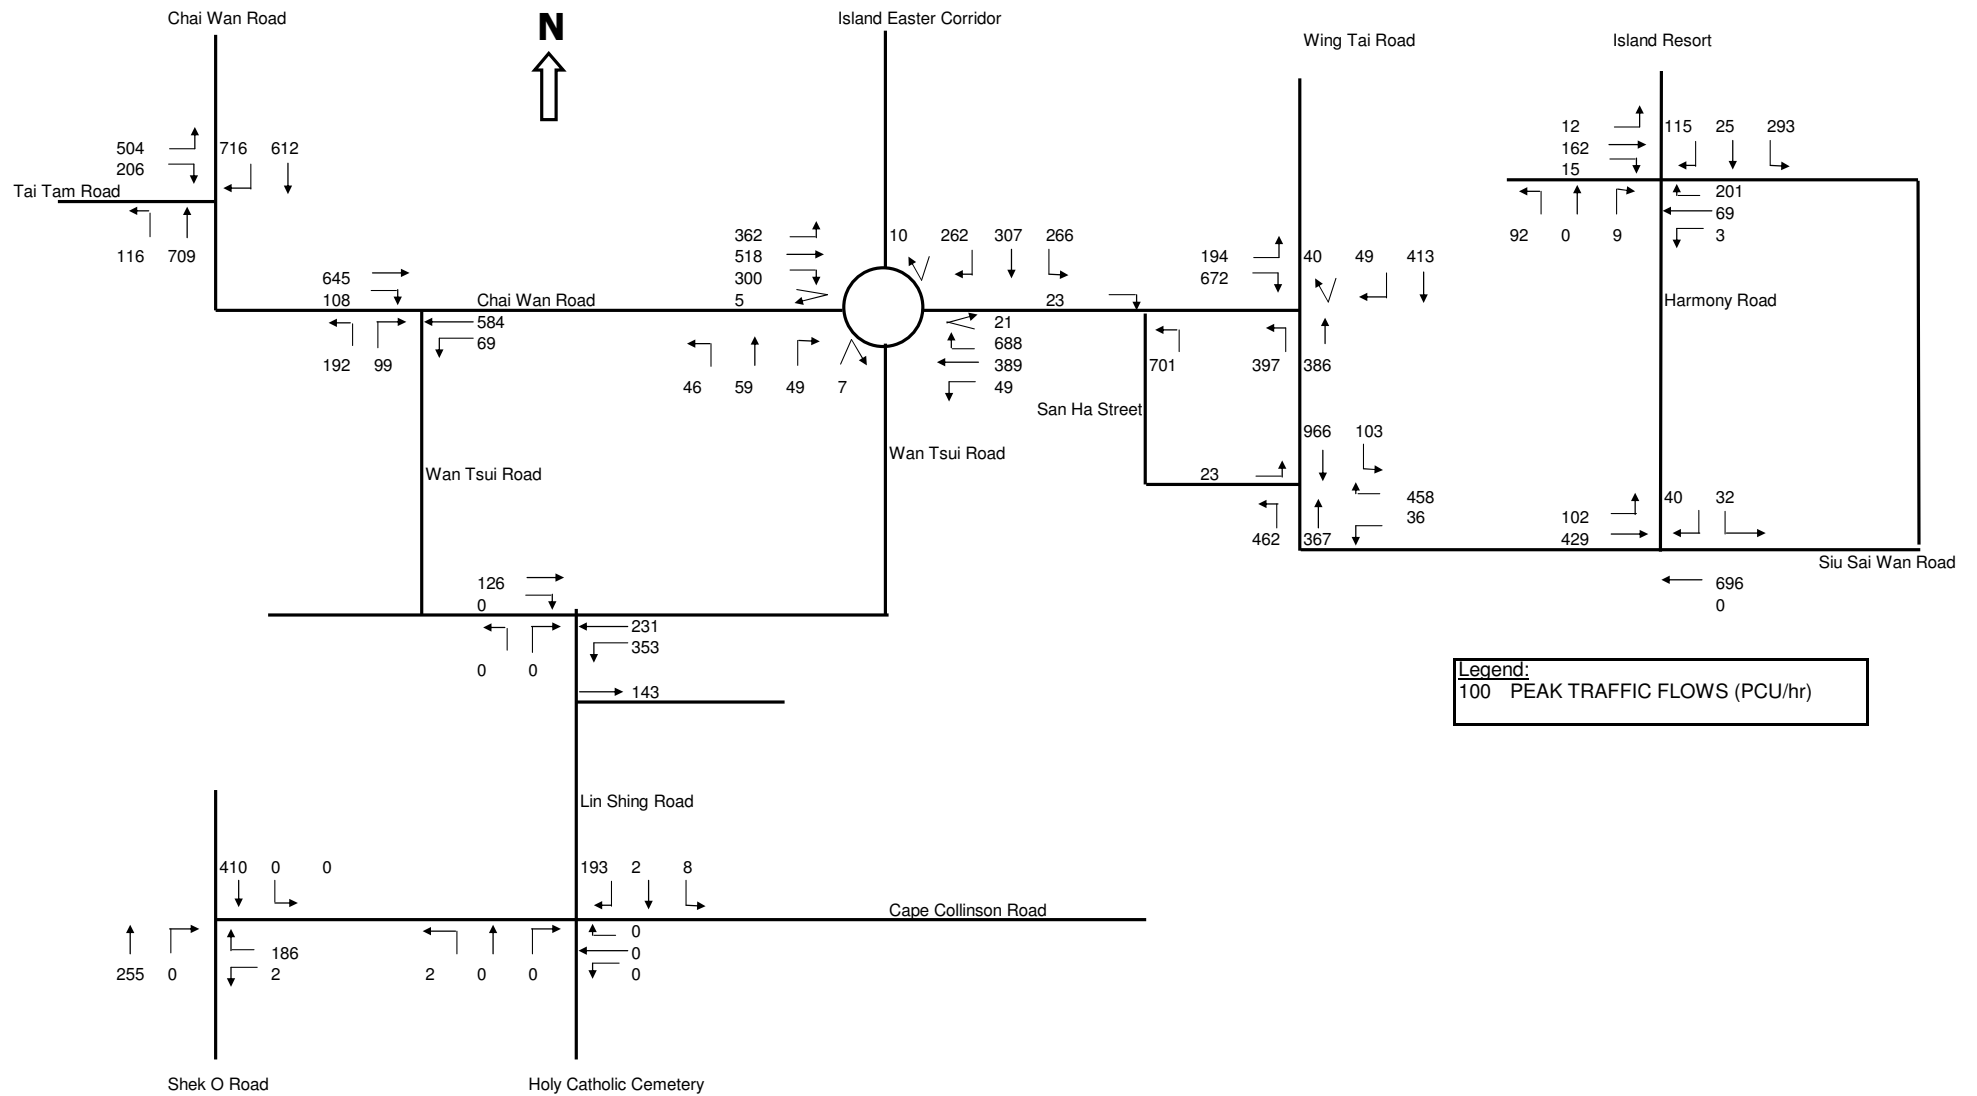 Chai Wan Road
N
Island Easter Corridor
Wing Tai Road
Island Resort
504
206
716 612
Tai Tam Road
116 709
12
162
15
115 25 293
201
69
3
92 0 9
645
108
Chai Wan Road
584
69
192 99
362
518
300
5
10 262 307 266
21
688
389
49
46 59 49 7
23
194
672
40 49 413
701
397 386
San Ha Street
Harmony Road
Wan Tsui Road
Wan Tsui Road
966 103
23
458
36
462 367
102
429
40 32
Siu Sai Wan Road
696
0
126
0
231
353
0 0
143
Legend:
100 PEAK TRAFFIC FLOWS (PCU/hr)
Lin Shing Road
410 0 0
193 2 8
Cape Collinson Road
186
2
255 0
2 0 0
0
0
0
Shek O Road
Holy Catholic Cemetery